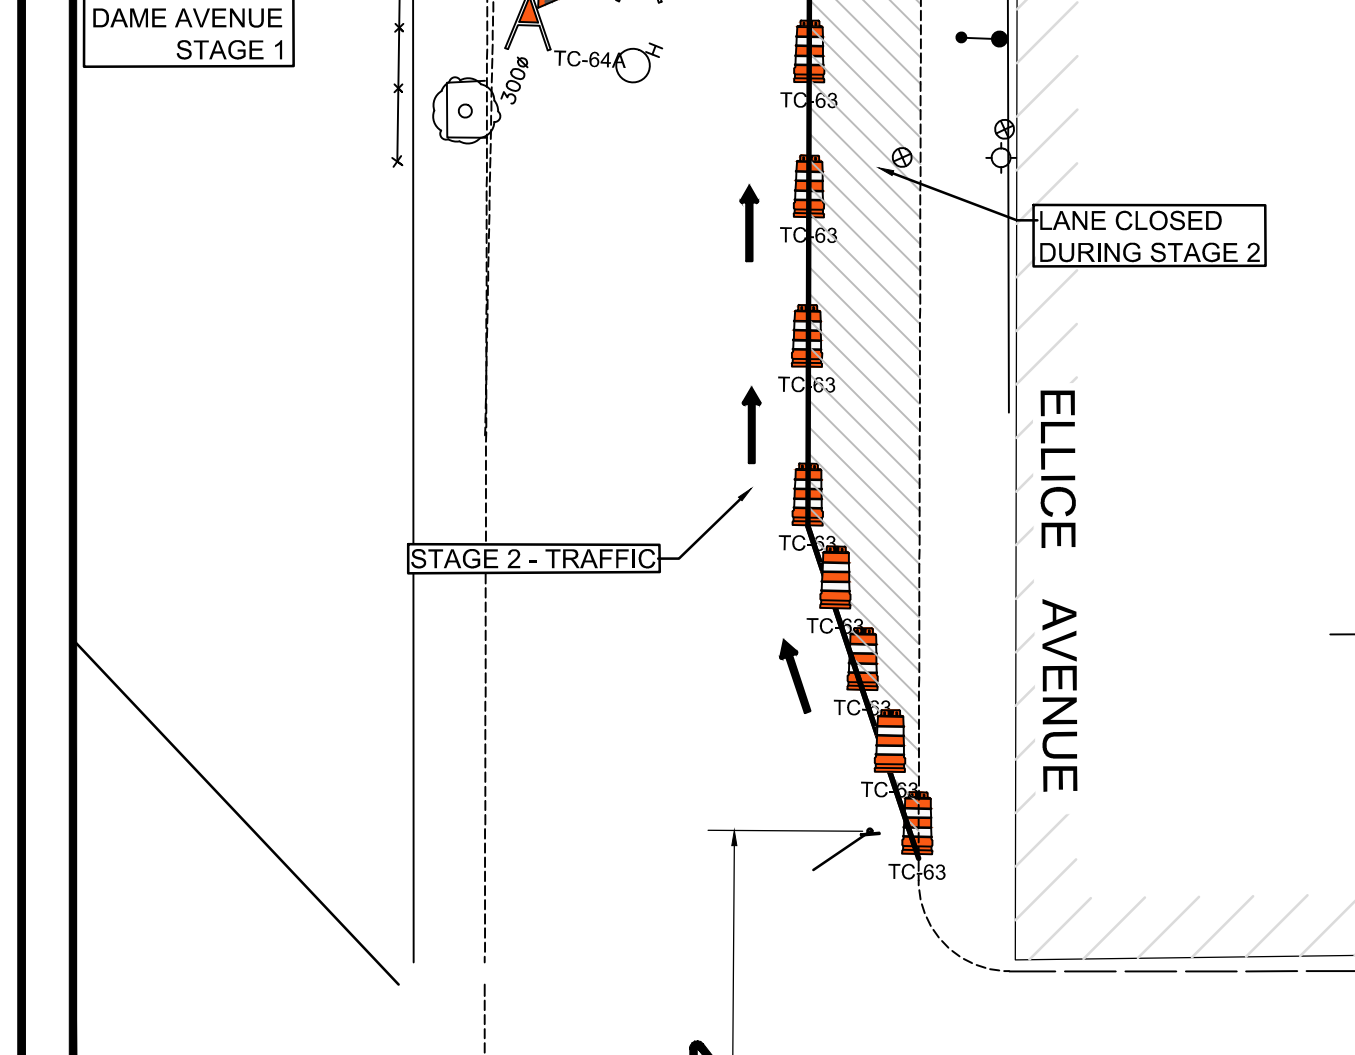 DAME AVENUE
STAGE 1
TC-64A
H
300ø
TC-63
TC-63
LANE CLOSED
DURING STAGE 2
TC-63
ELLICE AVENUE
TC-63
STAGE 2 - TRAFFIC
TC-63
TC-63
TC-63
TC-63